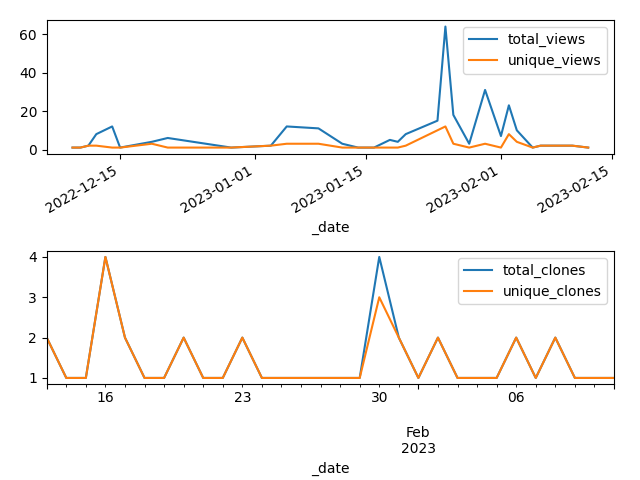 60
40
20
0
total_views
unique_views
2022-12-15
2023-01-01
2023-01-15
2023-02-01
2023-02-15
_date
4
3
2
1
total_clones
unique_clones
16
23
30
06
Feb
2023
_date